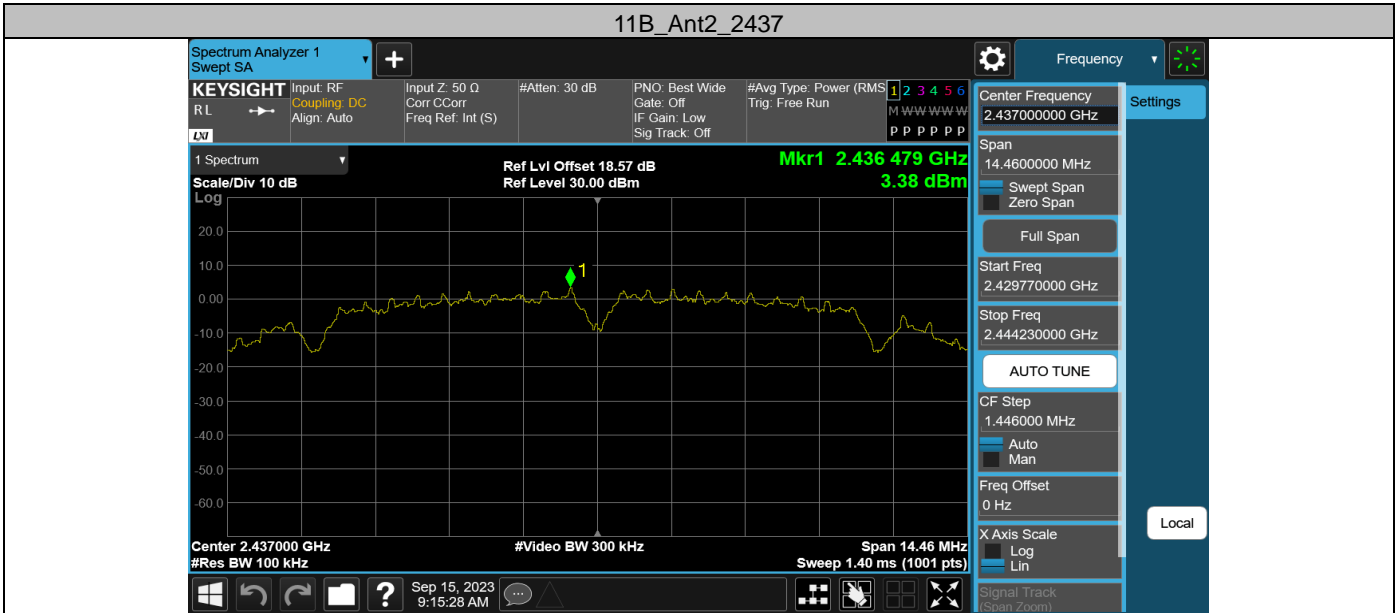 11B_Ant2_2437
Spectrum Analyzer 1
Swept SA
+
Frequency
KEYSIGHT
RL
LXI
Input: RF
Coupling: DC
Align: Auto
Input Z: 50 Ω
Corr CCorr
Freq Ref: Int (S)
#Atten: 30 dB
PNO: Best Wide
Gate: Off
IF Gain: Low
Sig Track: Off
#Avg Type: Power (RMS
Trig: Free Run
1 2 3 4 5 6
M W W W W W
P P P P P P
1 Spectrum
Scale/Div 10 dB
Log
Ref Lvl Offset 18.57 dB
Ref Level 30.00 dBm
Mkr1 2.436 479 GHz
3.38 dBm
1
20.0
10.0
0.00
-10.0
-20.0
-30.0
-40.0
-50.0
-60.0
Center 2.437000 GHz
#Res BW 100 kHz
#Video BW 300 kHz
Span 14.46 MHz
Sweep 1.40 ms (1001 pts)
Center Frequency
2.437000000 GHz
Span
14.4600000 MHz
Swept Span
Zero Span
Full Span
Start Freq
2.429770000 GHz
Stop Freq
2.444230000 GHz
AUTO TUNE
CF Step
1.446000 MHz
Auto
Man
Freq Offset
0 Hz
X Axis Scale
Log
Lin
Signal Track
(Span Zoom)
Settings
Local
?
Sep 15, 2023
9:15:28 AM